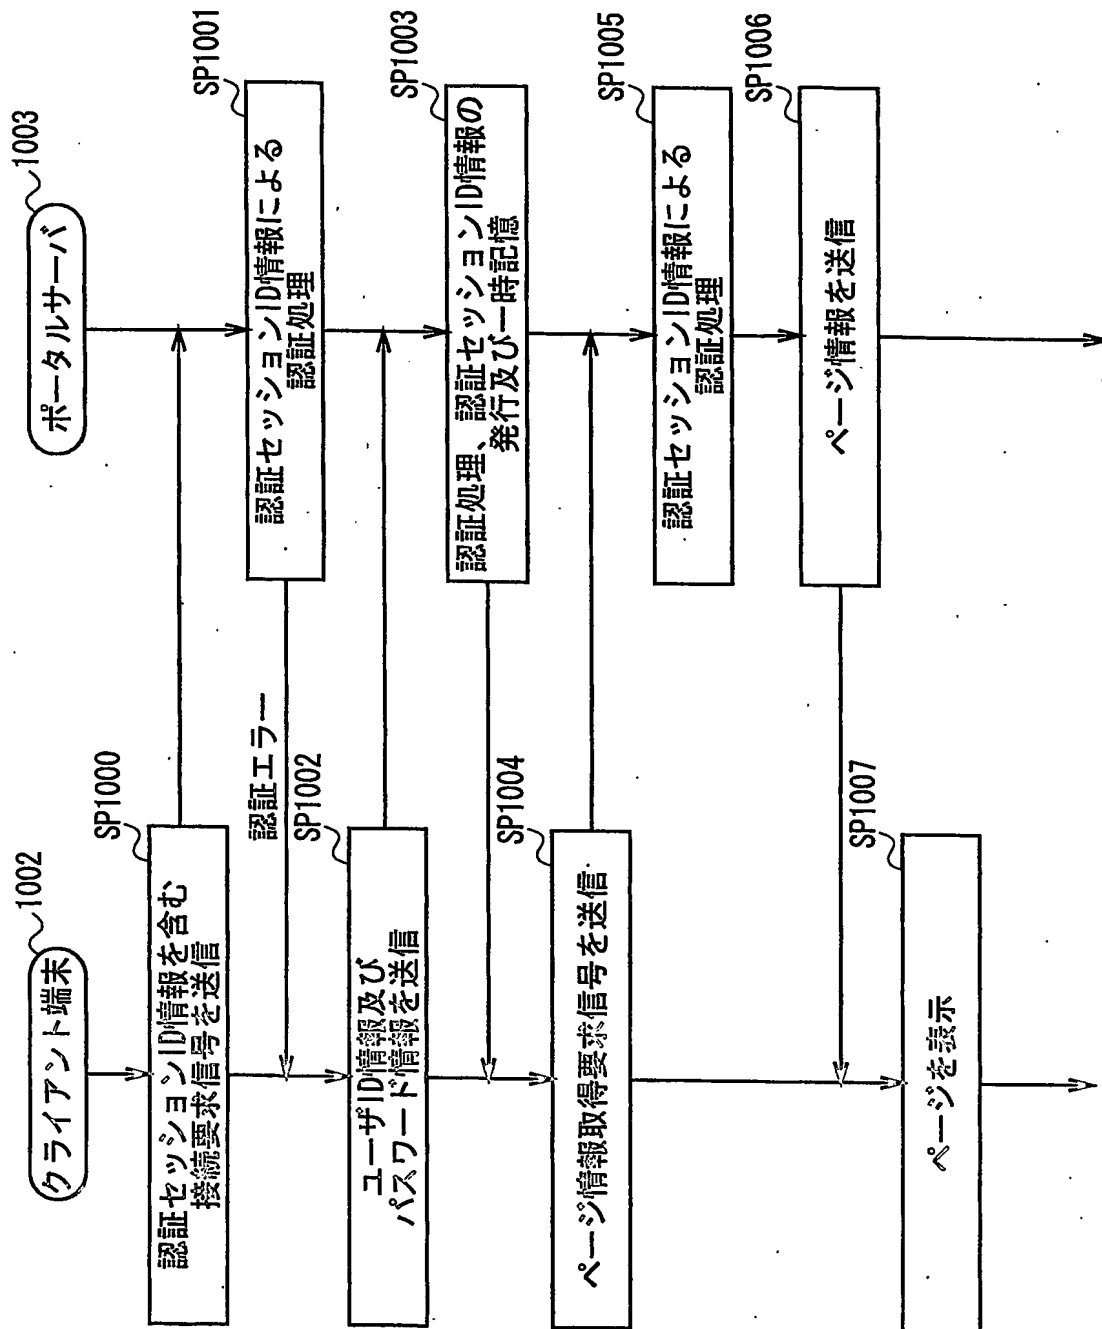 クライアント端末
1002
ポータルサーバ
1003
SP1000
認証セッションID情報を含む
接続要求信号を送信
SP1001
認証セッションID情報による
認証処理
認証エラー
SP1002
ユーザID情報及び
パスワード情報を送信
SP1003
認証処理、認証セッションID情報の
発行及び一時記憶
SP1004
ページ情報取得要求信号を送信
SP1005
認証セッションID情報による
認証処理
SP1006
ページ情報を送信
SP1007
ページを表示